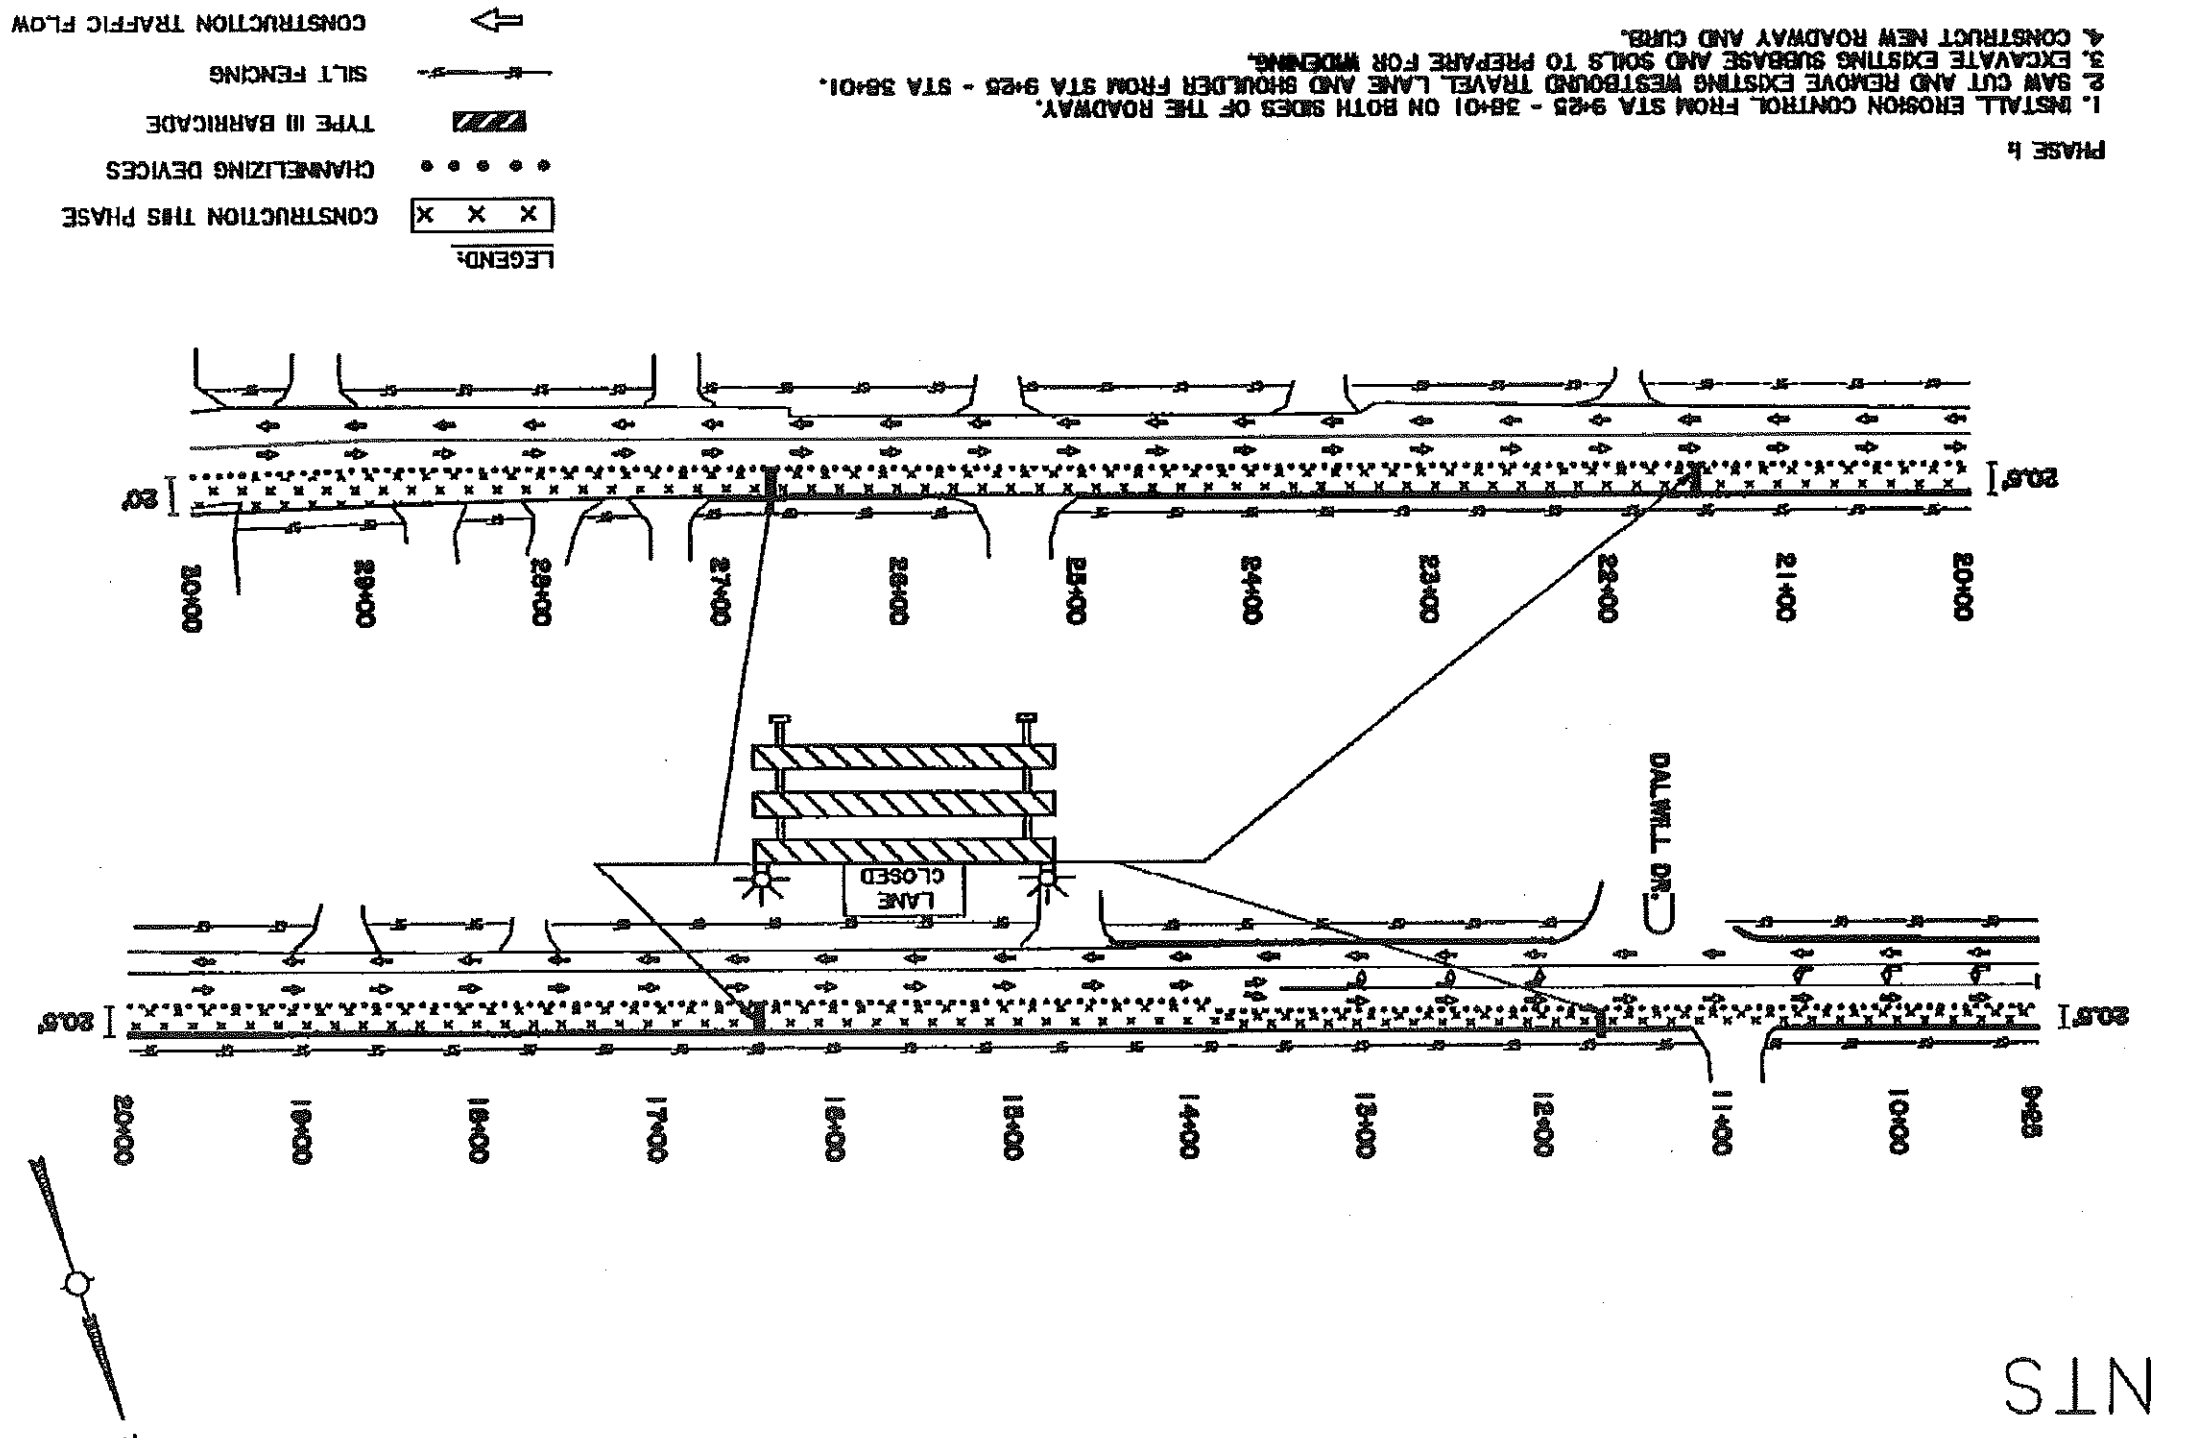 NTS
9+25
10+00
11+00
12+00
13+00
14+00
15+00
16+00
17+00
18+00
19+00
20+00
20.5'
20.5'
LANE
CLOSED
DALWILL DR.
20+00
21+00
22+00
23+00
24+00
25+00
26+00
27+00
28+00
29+00
30+00
20.5'
20'
LEGEND:
CONSTRUCTION THIS PHASE
CHANNELIZING DEVICES
TYPE III BARRICADE
SILT FENCING
CONSTRUCTION TRAFFIC FLOW
PHASE 1:
1. INSTALL EROSION CONTROL FROM STA 9+25 - 38+01 ON BOTH SIDES OF THE ROADWAY.
2. SAW CUT AND REMOVE EXISTING WESTBOUND TRAVEL LANE AND SHOULDER FROM STA 9+25 - STA 38+01.
3. EXCAVATE EXISTING SUBBASE AND SOILS TO PREPARE FOR WIDENING.
4. CONSTRUCT NEW ROADWAY AND CURB.